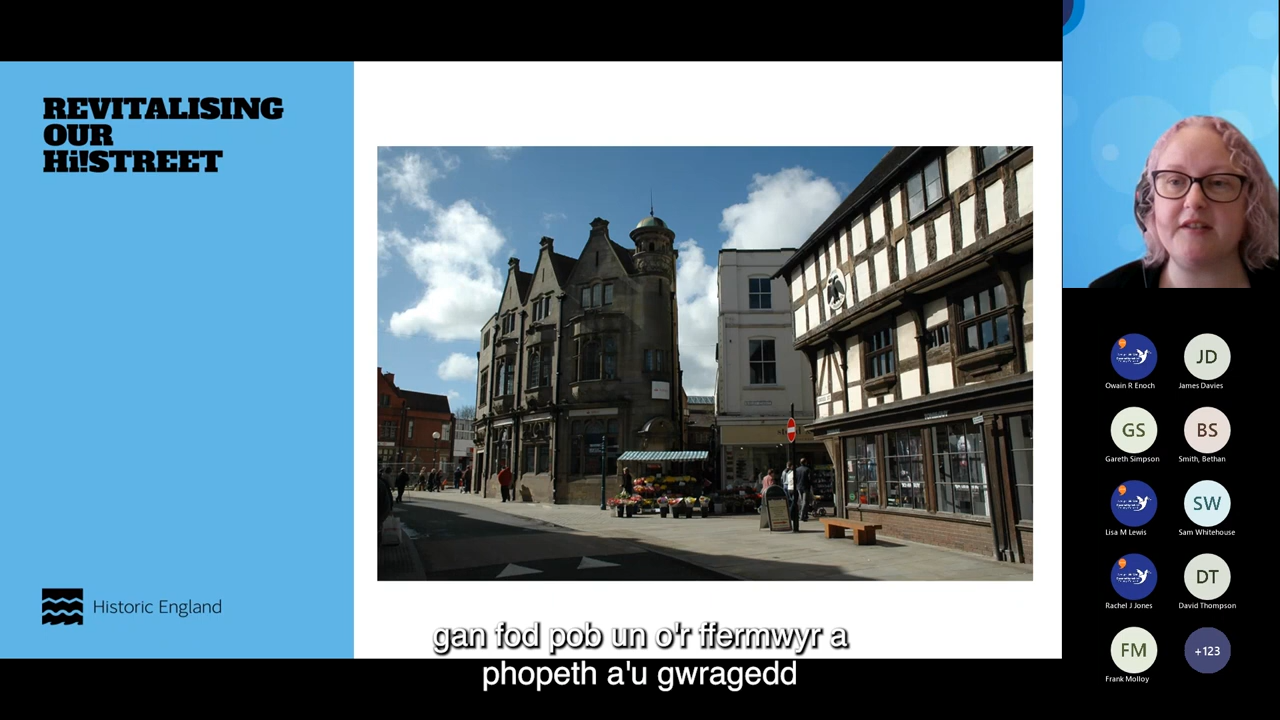 REVITALISING
OUR
Hi!STREET
Historic England
gan fod pob un o'r ffermwyr a
phopeth a'u gwragedd
Owain R Enoch
JD
James Davies
GS
Gareth Simpson
BS
Smith, Bethan
Lisa M Lewis
SW
Sam Whitehouse
Rachel J Jones
DT
David Thompson
FM
Frank Molloy
+123